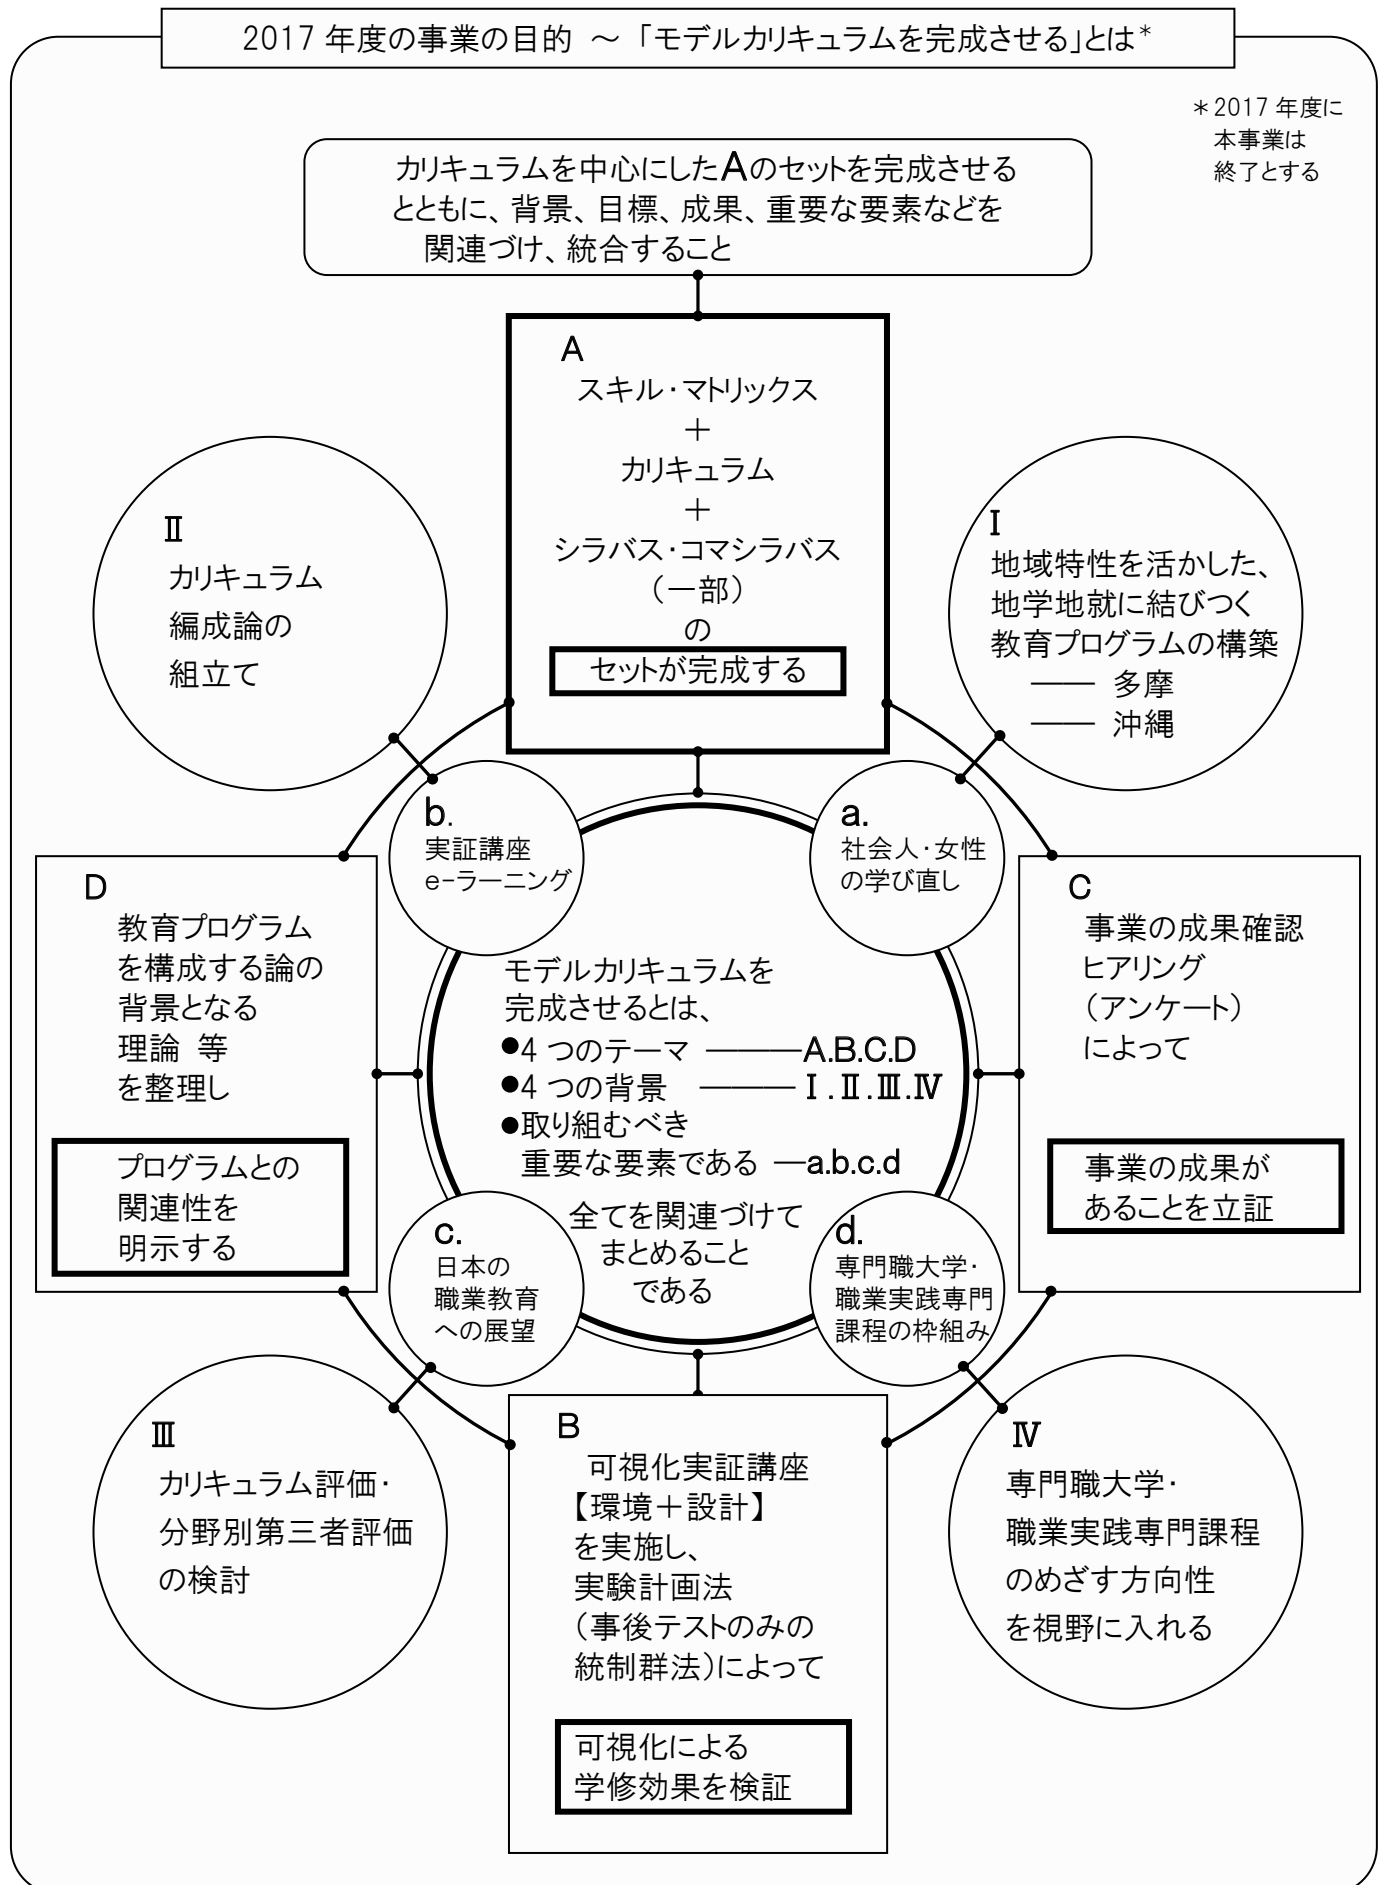 2017 年度の事業の目的 ～ 「モデルカリキュラムを完成させる」とは*
＊2017 年度に
本事業は
終了とする
カリキュラムを中心にしたAのセットを完成させる
とともに、背景、目標、成果、重要な要素などを
関連づけ、統合すること
A
スキル・マトリックス
＋
カリキュラム
＋
シラバス・コマシラバス
（一部）
の
セットが完成する
Ⅱ
カリキュラム
編成論の
組立て
Ⅰ
地域特性を活かした、
地学地就に結びつく
教育プログラムの構築
―― 多摩
―― 沖縄
b.
実証講座
e-ラーニング
a.
社会人・女性
の学び直し
D
教育プログラム
を構成する論の
背景となる
理論 等
を整理し
プログラムとの
関連性を
明示する
モデルカリキュラムを
完成させるとは、
●4 つのテーマ ―――A.B.C.D
●4 つの背景 ――― Ⅰ.Ⅱ.Ⅲ.Ⅳ
●取り組むべき
重要な要素である ―a.b.c.d
全てを関連づけて
まとめること
である
C
事業の成果確認
ヒアリング
（アンケート）
によって
事業の成果が
あることを立証
c.
日本の
職業教育
への展望
d.
専門職大学・
職業実践専門
課程の枠組み
Ⅲ
カリキュラム評価・
分野別第三者評価
の検討
B
可視化実証講座
【環境＋設計】
を実施し、
実験計画法
（事後テストのみの
統制群法）によって
可視化による
学修効果を検証
Ⅳ
専門職大学・
職業実践専門課程
のめざす方向性
を視野に入れる